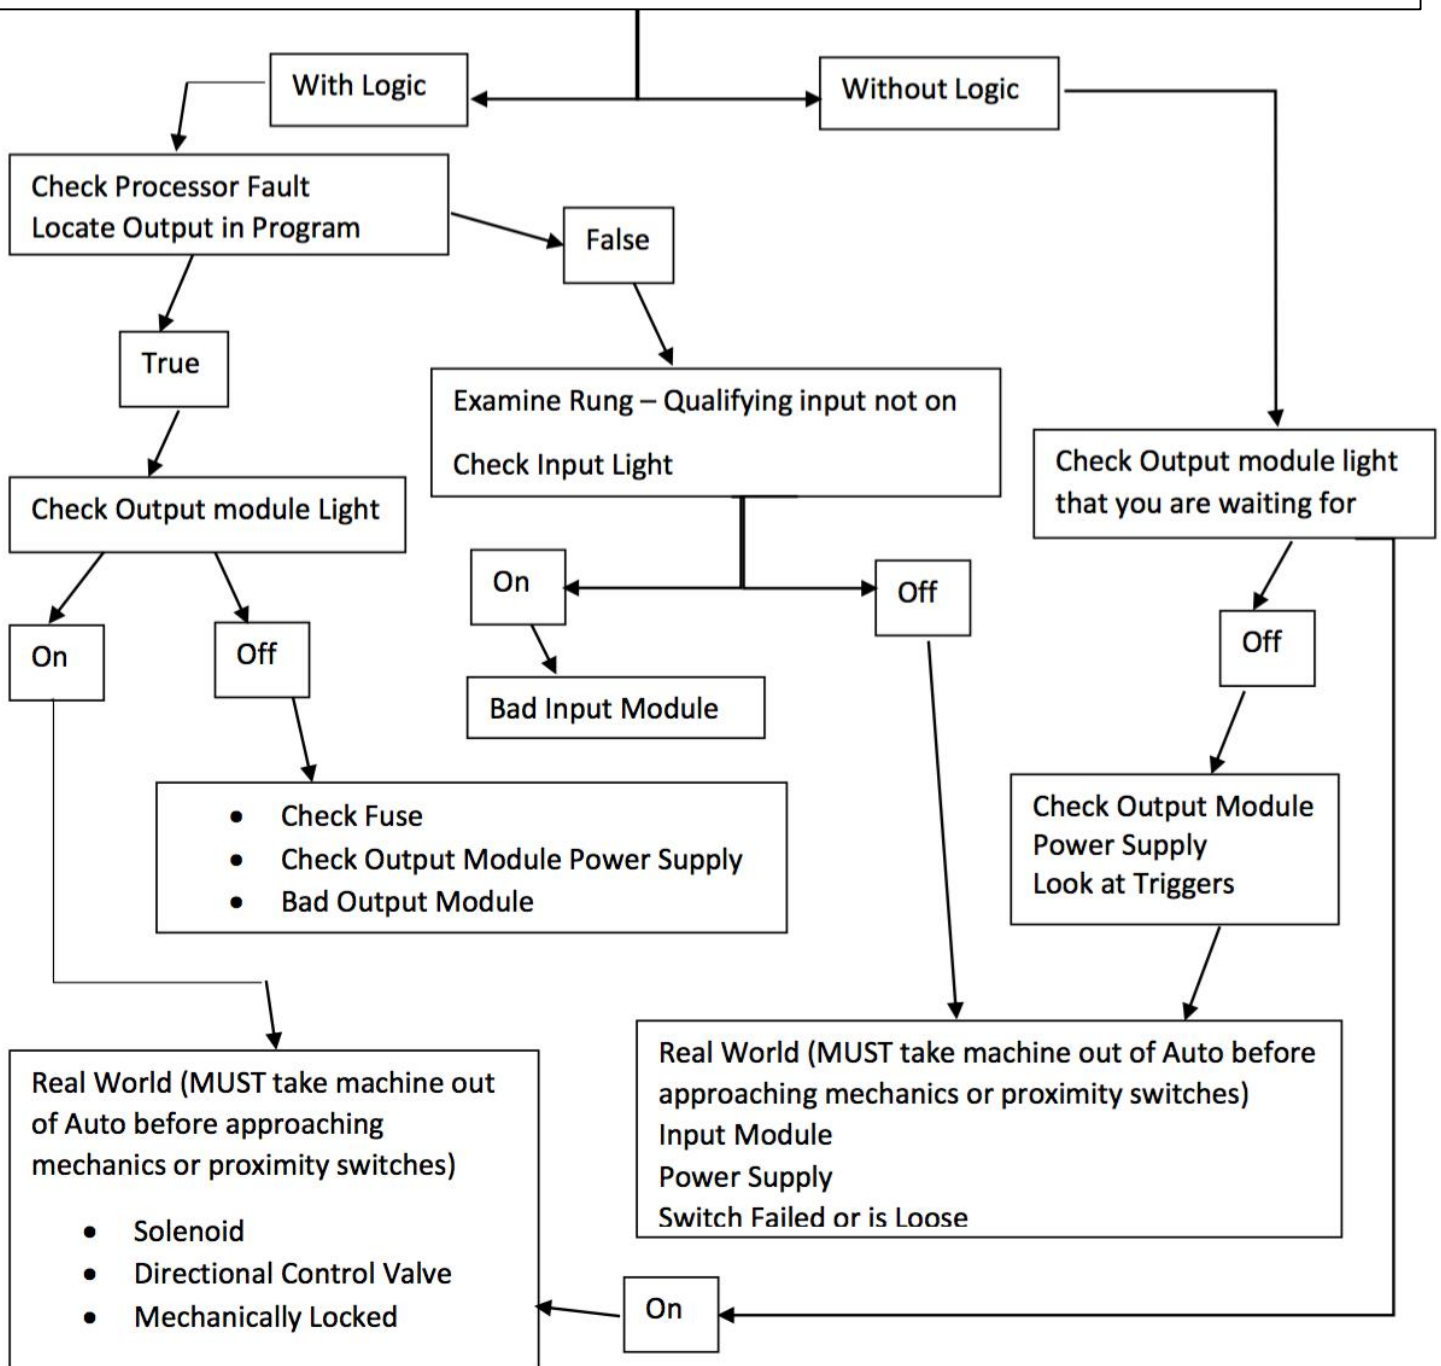 With Logic
Without Logic
Check Processor Fault
Locate Output in Program
False
True
Examine Rung – Qualifying input not on
Check Input Light
Check Output module light
that you are waiting for
Check Output module Light
On
Off
Off
On
Off
Bad Input Module
• Check Fuse
• Check Output Module Power Supply
• Bad Output Module
Check Output Module
Power Supply
Look at Triggers
Real World (MUST take machine out
of Auto before approaching
mechanics or proximity switches)
• Solenoid
• Directional Control Valve
• Mechanically Locked
Real World (MUST take machine out of Auto before
approaching mechanics or proximity switches)
Input Module
Power Supply
Switch Failed or is Loose
On